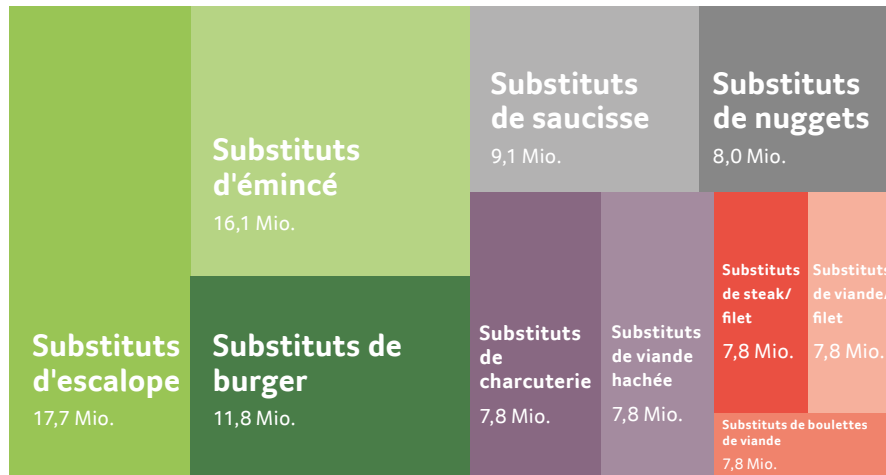 Substituts
d'escalope
17,7 Mio.
Substituts
d'émincé
16,1 Mio.
Substituts de
burger
11,8 Mio.
Substituts
de saucisse
9,1 Mio.
Substituts
de nuggets
8,0 Mio.
Substituts
de
charcuterie
7,8 Mio.
Substituts
de viande
hachée
7,8 Mio.
Substituts
de steak/
filet
7,8 Mio.
Substituts
de viande/
filet
7,8 Mio.
Substituts de boulettes
de viande
7,8 Mio.